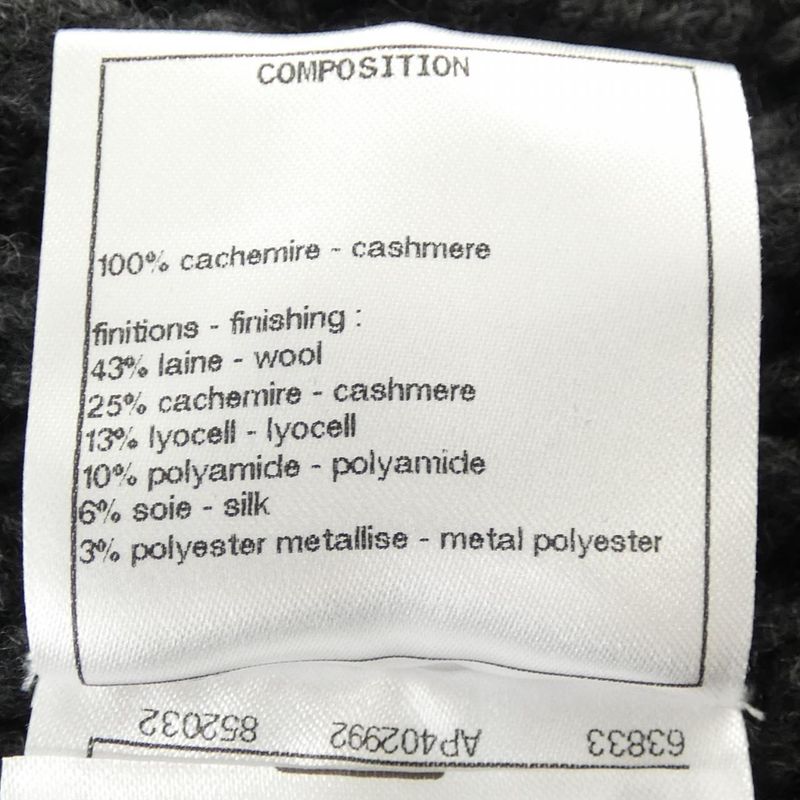 COMPOSITION
100% cachemire - cashmere
finitions - finishing :
43% laine - wool
25% cachemire - cashmere
13% lyocell - lyocell
10% polyamide - polyamide
6% soie - silk
3% polyester metallise - metal polyester
63833 AP402992 852032